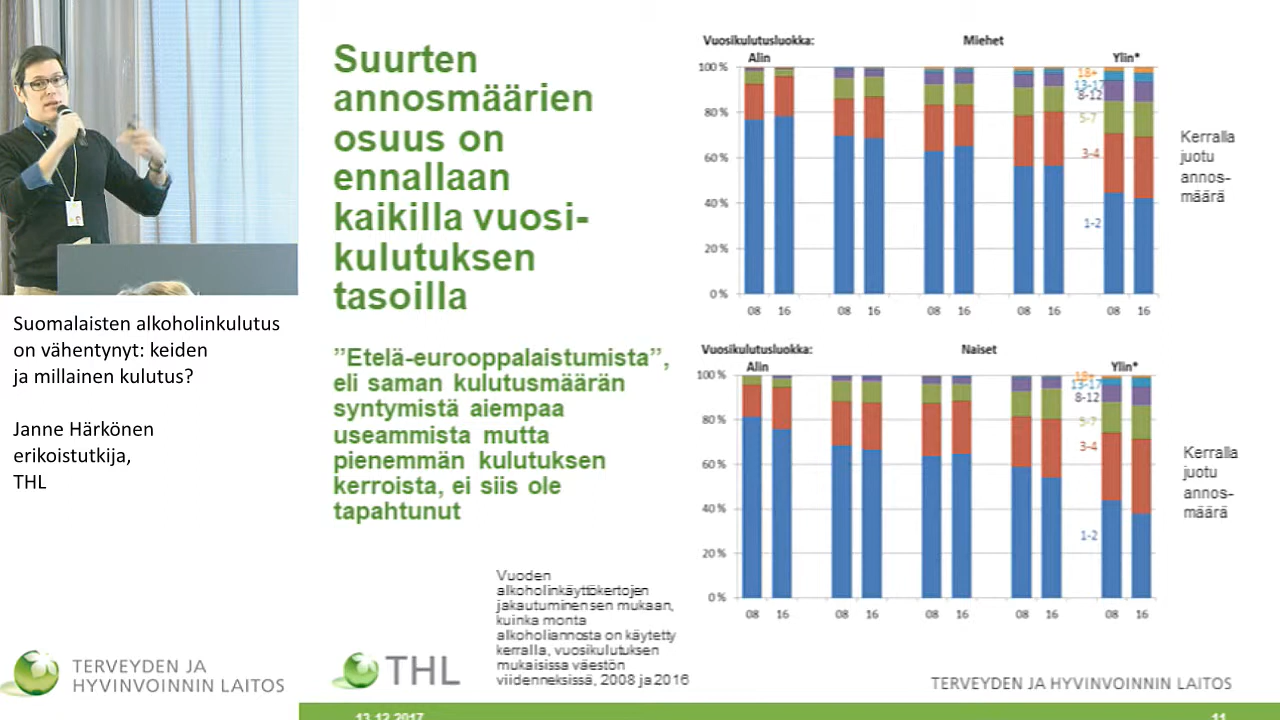 Suomalaisten alkoholinkulutus
on vähentynyt: keiden
ja millainen kulutus?
Janne Härkönen
erikoistutkija,
THL
TERVEYDEN JA
HYVINVOINNIN LAITOS
Suurten
annosmäärien
osuus on
ennallaan
kaikilla vuosi-
kulutuksen
tasoilla
”Etelä-eurooppalaistumista”,
eli saman kulutusmäärän
syntymistä aiempaa
useammista mutta
pienemmän kulutuksen
kerroista, ei siis ole
tapahtunut
Vuoden
alkoholinkäyttökertojen
jakautuminen sen mukaan,
kuinka monta
alkoholiannosta on käytetty
kerralla, vuosikulutuksen
mukaisissa väestön
viidenneksissä, 2008 ja 2016
THL
Vuosikulutusluokka: Miehet
Alin Ylin*
100 %
80 %
60 %
40 %
20 %
0 %
18+
13-17
8-12
5-7
3-4
1-2
08 16 08 16 08 16 08 16 08 16
Kerralla
juotu
annos-
määrä
Vuosikulutusluokka: Naiset
Alin Ylin*
100 %
80 %
60 %
40 %
20 %
0 %
18+
13-17
8-12
5-7
3-4
1-2
08 16 08 16 08 16 08 16 08 16
Kerralla
juotu
annos-
määrä
TERVEYDEN JA HYVINVOINNIN LAITOS
13.12.2017 11